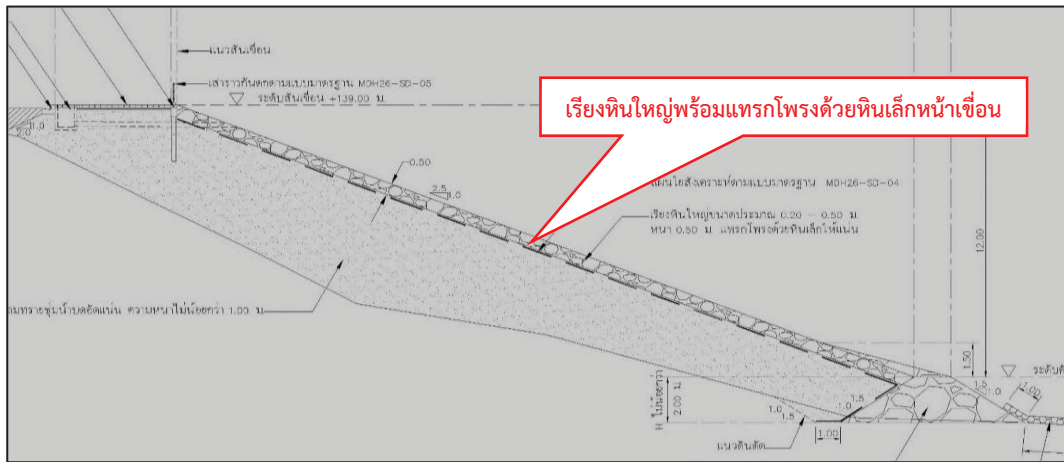 แนวสันเขื่อน
เสาราวกันตกตามแบบมาตรฐาน MDH26-SD-05
ระดับสันเขื่อน +139.00 ม
เรียงหินใหญ่พร้อมแทรกโพรงด้วยหินเล็กหน้าเขื่อน
1.0
0.50
2.5
1.0
แผ่นใยสังเคราะห์ตามแบบมาตรฐาน MDH26-SD-04
เรียงหินใหญ่ขนาดประมาณ 0.20 - 0.50 ม
หนา 0.50 ม แทรกโพรงด้วยหินเล็กให้แน่น
12.00
ถมทรายชุ่มน้ำบดอัดแน่น ความหนาไม่น้อยกว่า 1.00 ม
1.50
H ไม่น้อยกว่า
2.00 ม
1.5
1.0
1.00
1.0
1.5
1.0
1.5
1.00
แนวดินตัด